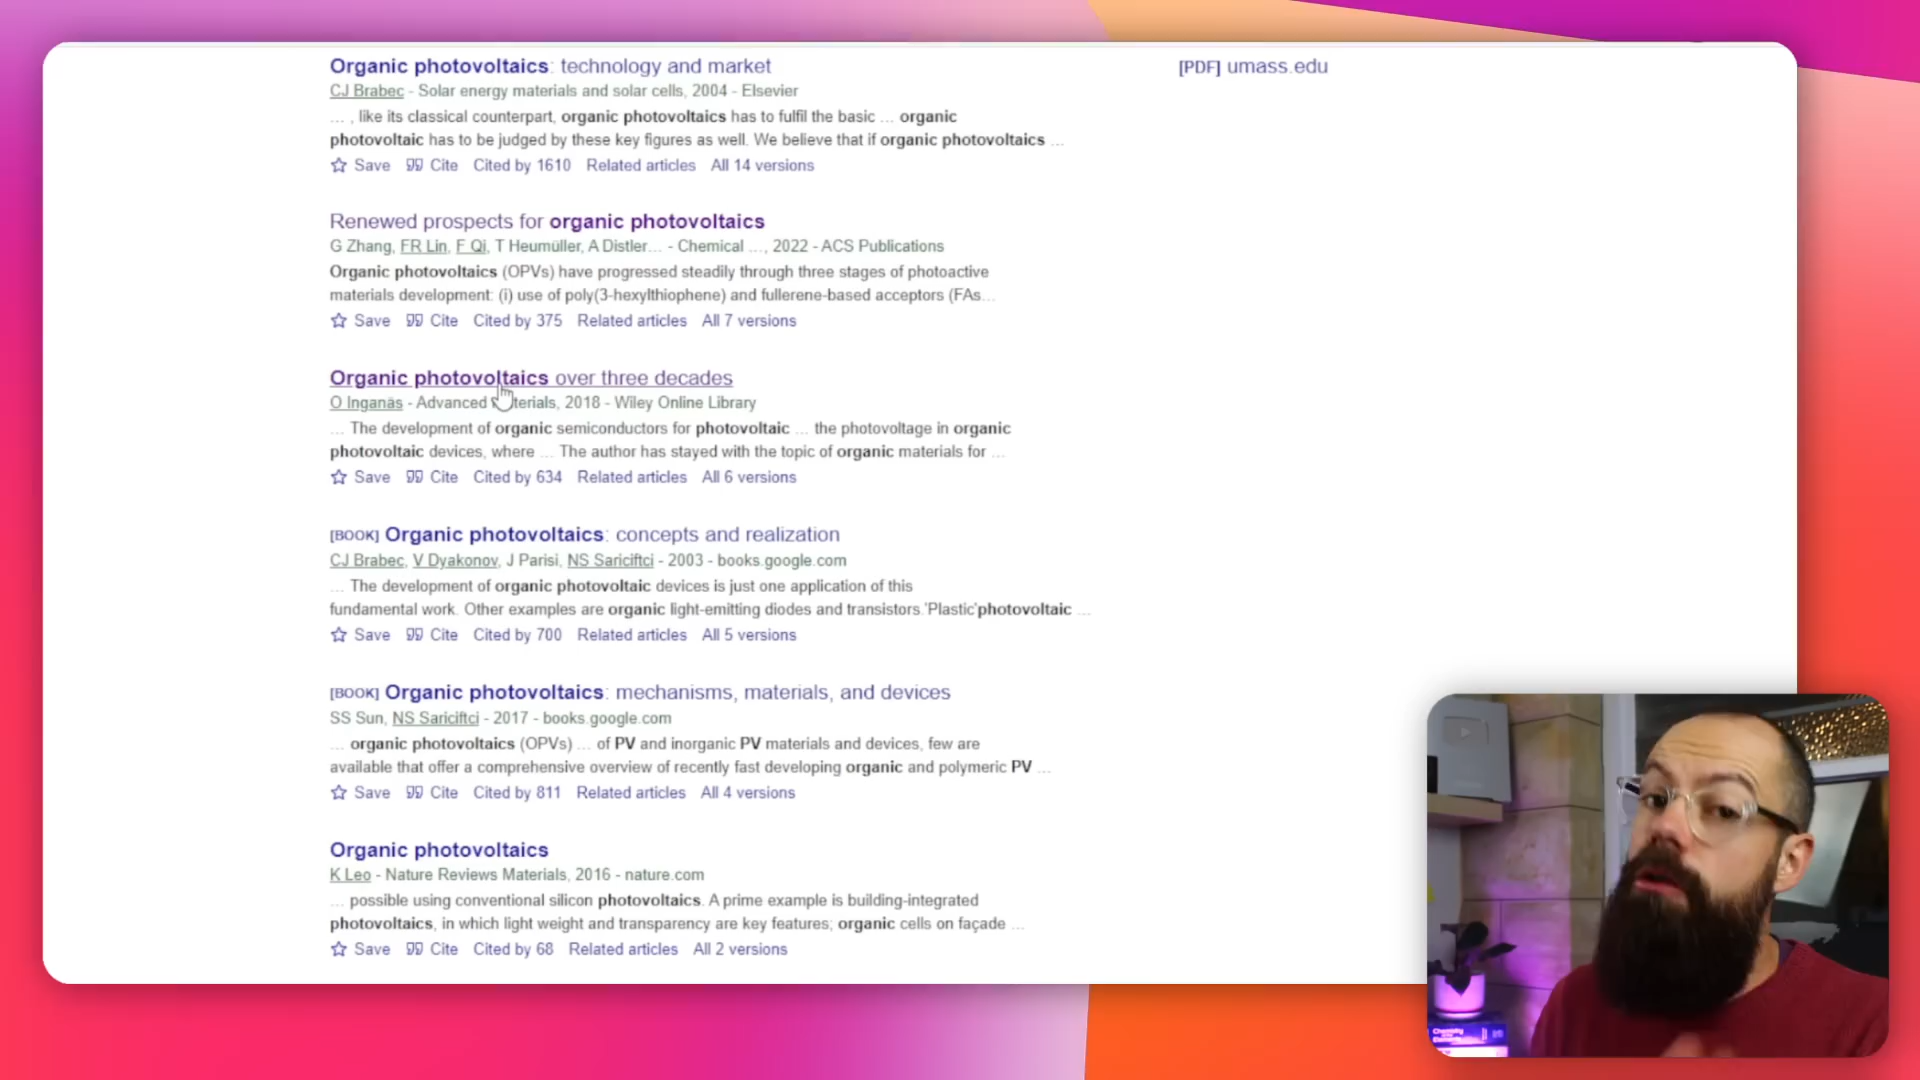 Organic photovoltaics: technology and market
[PDF] umass.edu
CJ Brabec - Solar energy materials and solar cells, 2004 - Elsevier
… , like its classical counterpart, organic photovoltaics has to fulfil the basic … organic
photovoltaic has to be judged by these key figures as well. We believe that if organic photovoltaics …
Save Cite Cited by 1610 Related articles All 14 versions
Renewed prospects for organic photovoltaics
G Zhang, FR Lin, F Qi, T Heumüller, A Distler… - Chemical …, 2022 - ACS Publications
Organic photovoltaics (OPVs) have progressed steadily through three stages of photoactive
materials development: (i) use of poly(3-hexylthiophene) and fullerene-based acceptors (FAs…
Save Cite Cited by 375 Related articles All 7 versions
Organic photovoltaics over three decades
O Inganäs - Advanced Materials, 2018 - Wiley Online Library
… The development of organic semiconductors for photovoltaic … the photovoltage in organic
photovoltaic devices, where … The author has stayed with the topic of organic materials for …
Save Cite Cited by 634 Related articles All 6 versions
[BOOK] Organic photovoltaics: concepts and realization
CJ Brabec, V Dyakonov, J Parisi, NS Sariciftci - 2003 - books.google.com
… The development of organic photovoltaic devices is just one application of this
fundamental work. Other examples are organic light-emitting diodes and transistors.'Plastic'photovoltaic …
Save Cite Cited by 700 Related articles All 5 versions
[BOOK] Organic photovoltaics: mechanisms, materials, and devices
SS Sun, NS Sariciftci - 2017 - books.google.com
… organic photovoltaics (OPVs) … of PV and inorganic PV materials and devices, few are
available that offer a comprehensive overview of recently fast developing organic and polymeric PV …
Save Cite Cited by 811 Related articles All 4 versions
Organic photovoltaics
K Leo - Nature Reviews Materials, 2016 - nature.com
… possible using conventional silicon photovoltaics. A prime example is building-integrated
photovoltaics, in which light weight and transparency are key features; organic cells on façade …
Save Cite Cited by 68 Related articles All 2 versions
Chemistry